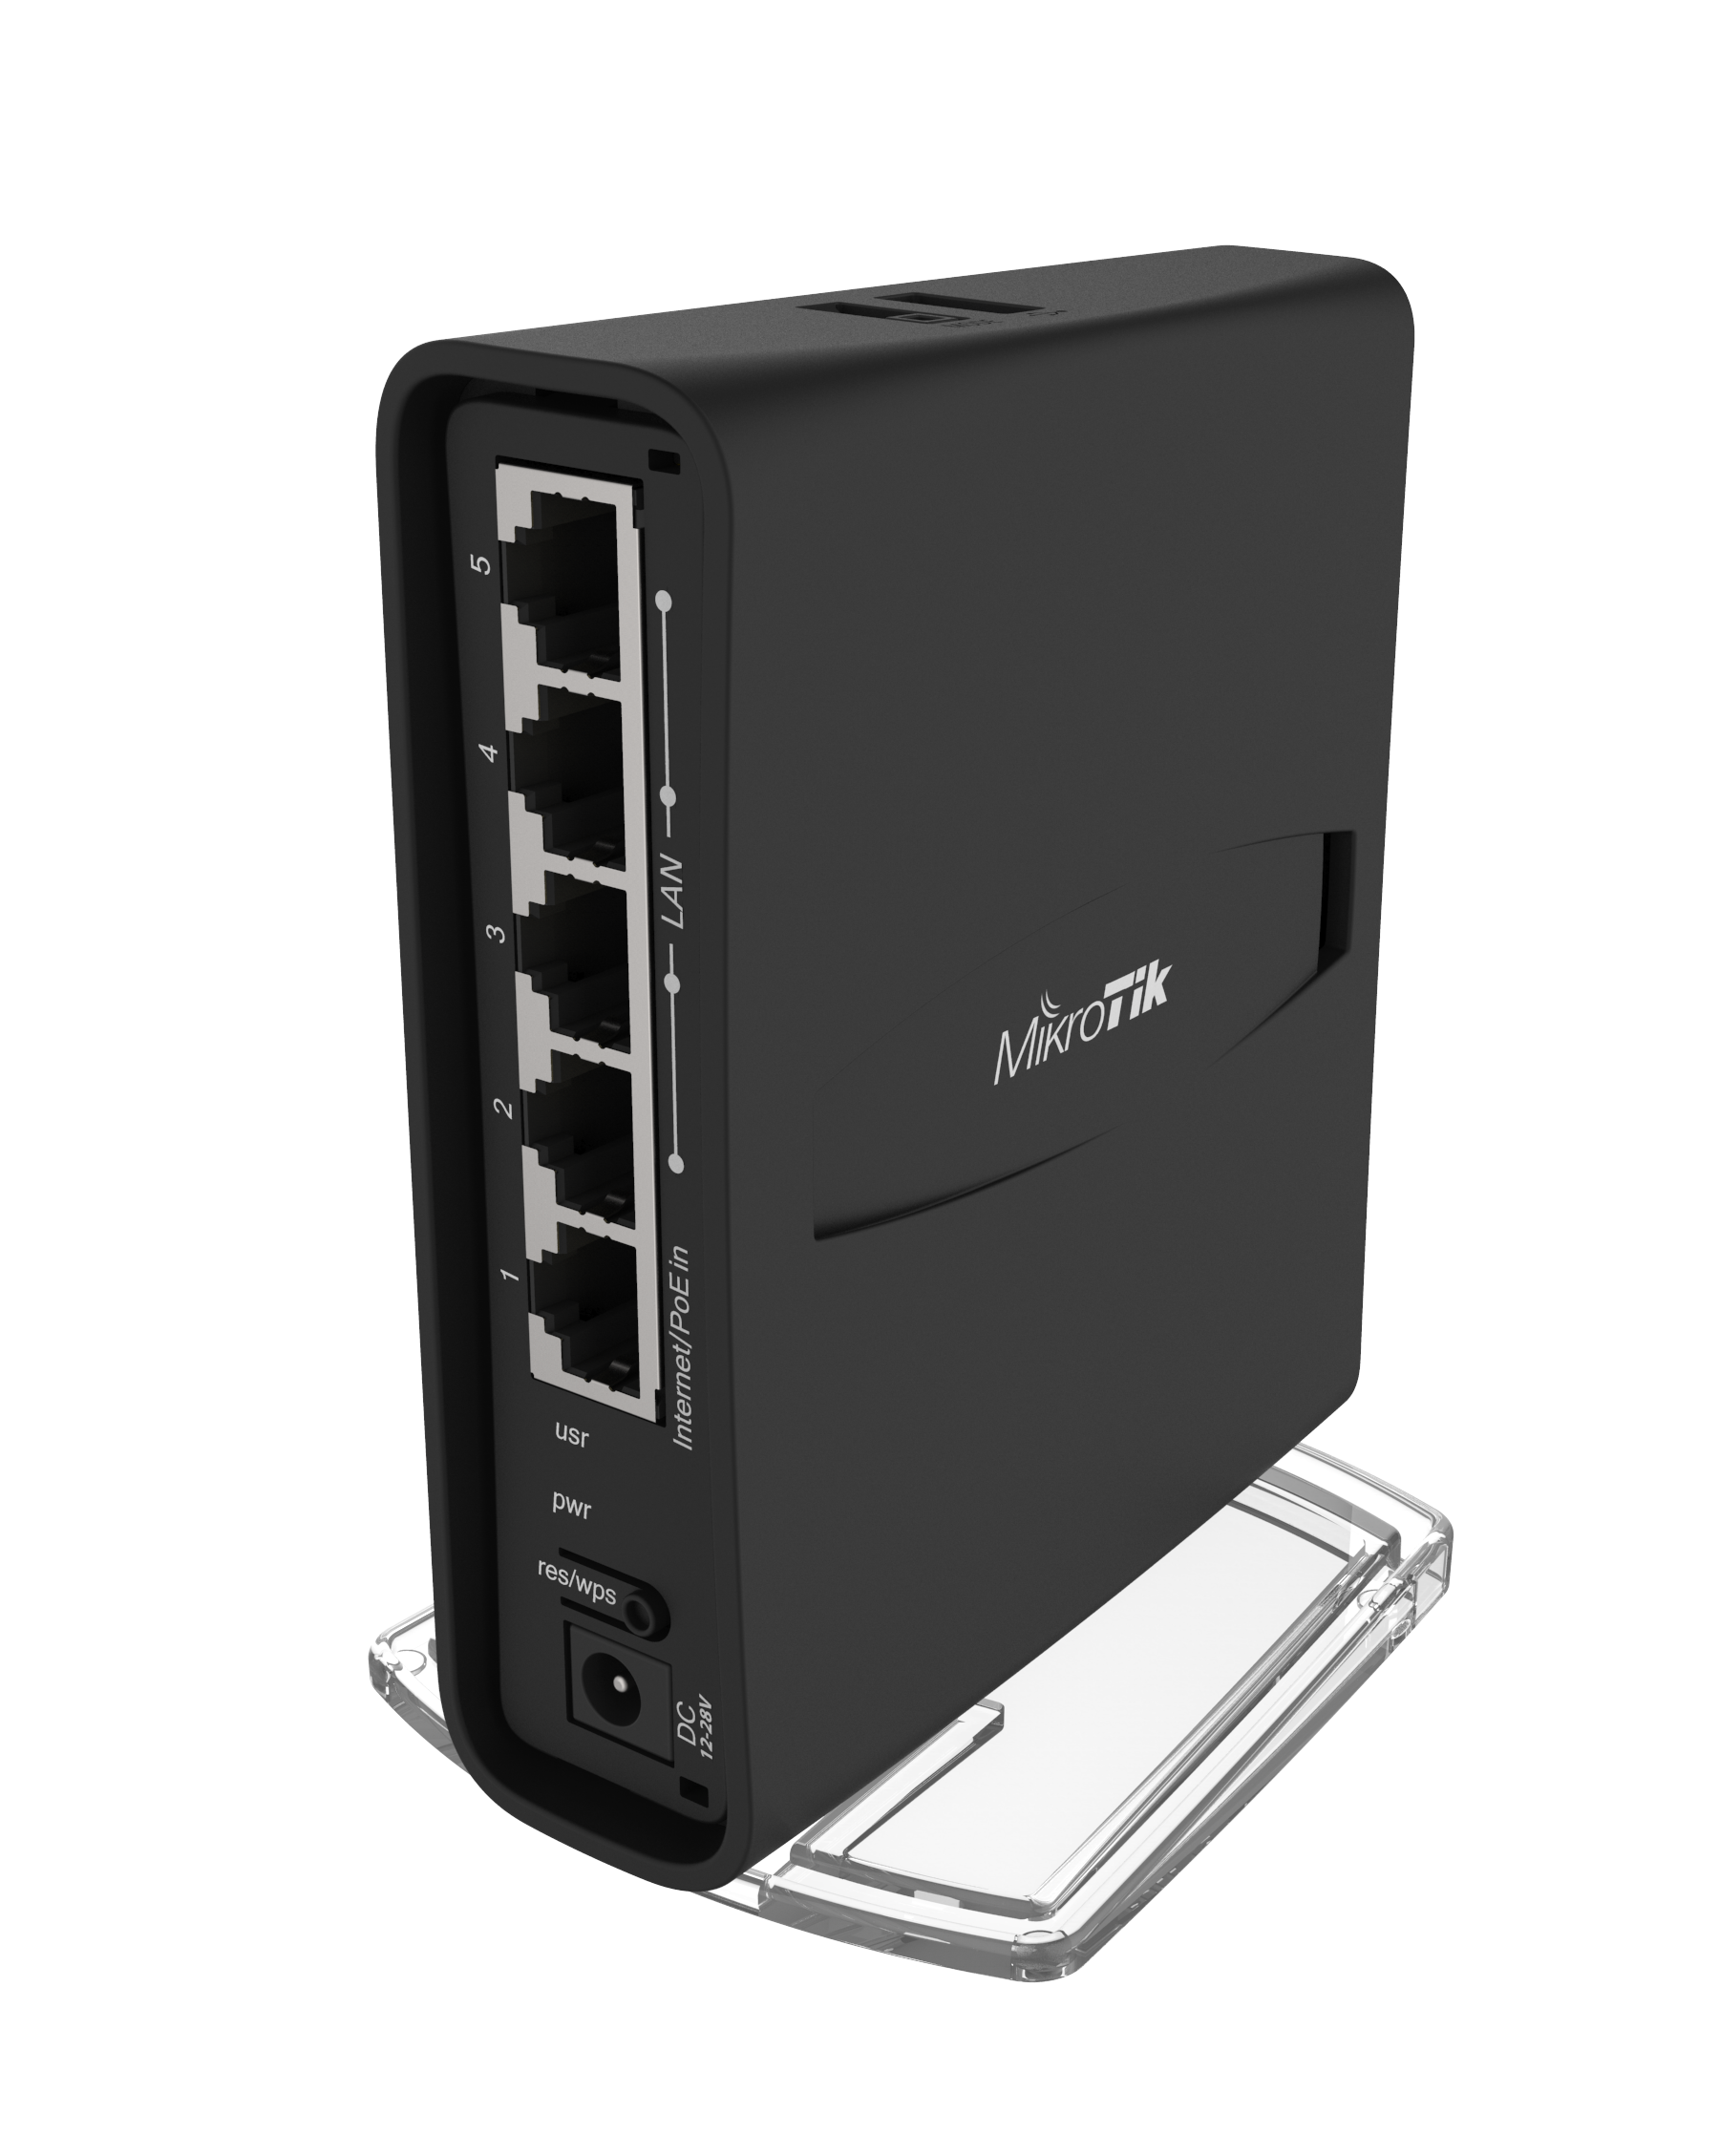 5
4
3
2
1
LAN
Internet/PoE in
usr
pwr
res/wps
DC
12-28V
MikroTik